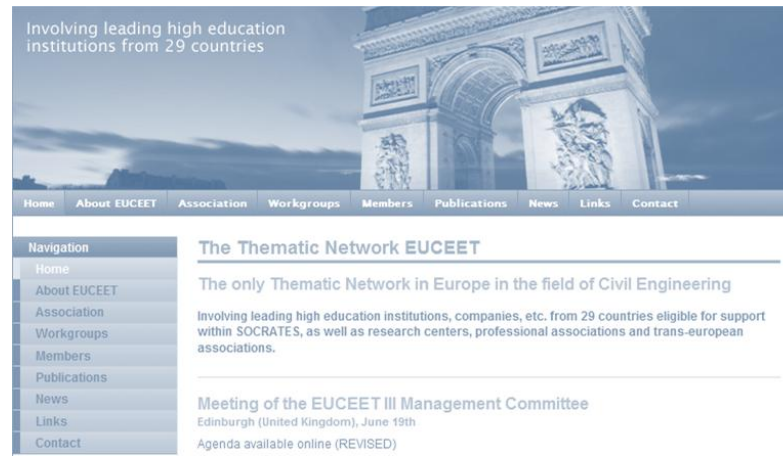 Involving leading high education
institutions from 29 countries
Home About EUCEET Association Workgroups Members Publications News Links Contact
Navigation
Home
About EUCEET
Association
Workgroups
Members
Publications
News
Links
Contact
The Thematic Network EUCEET
The only Thematic Network in Europe in the field of Civil Engineering
Involving leading high education institutions, companies, etc. from 29 countries eligible for support
within SOCRATES, as well as research centers, professional associations and trans-european
associations.
Meeting of the EUCEET III Management Committee
Edinburgh (United Kingdom), June 19th
Agenda available online (REVISED)